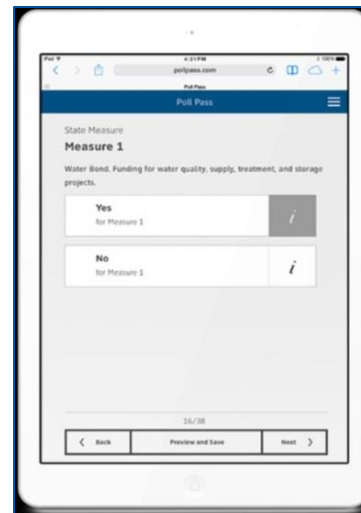 iPad
4:21 PM
100%
pollpass.com
Poll Pass
Poll Pass
State Measure
Measure 1
Water Bond. Funding for water quality, supply, treatment, and storage
projects.
Yes
for Measure 1
i
No
for Measure 1
i
16/38
Back
Preview and Save
Next